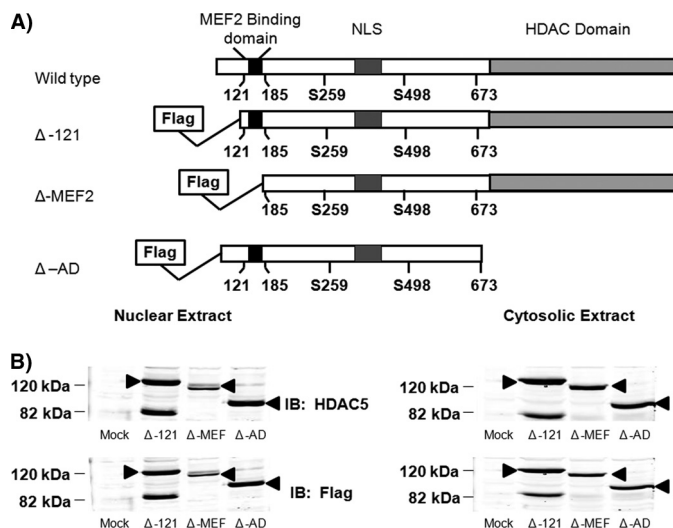 A)
MEF2 Binding domain
NLS
HDAC Domain
Wild type
121 185 S259 S498 673
Flag
Δ -121
121 185 S259 S498 673
Flag
Δ-MEF2
185 S259 S498 673
Flag
Δ –AD
121 185 S259 S498 673
Nuclear Extract
Cytosolic Extract
B)
120 kDa
82 kDa
IB: HDAC5
120 kDa
82 kDa
Mock Δ-121 Δ-MEF Δ-AD
Mock Δ-121 Δ-MEF Δ-AD
120 kDa
82 kDa
IB: Flag
120 kDa
82 kDa
Mock Δ-121 Δ-MEF Δ-AD
Mock Δ-121 Δ-MEF Δ-AD